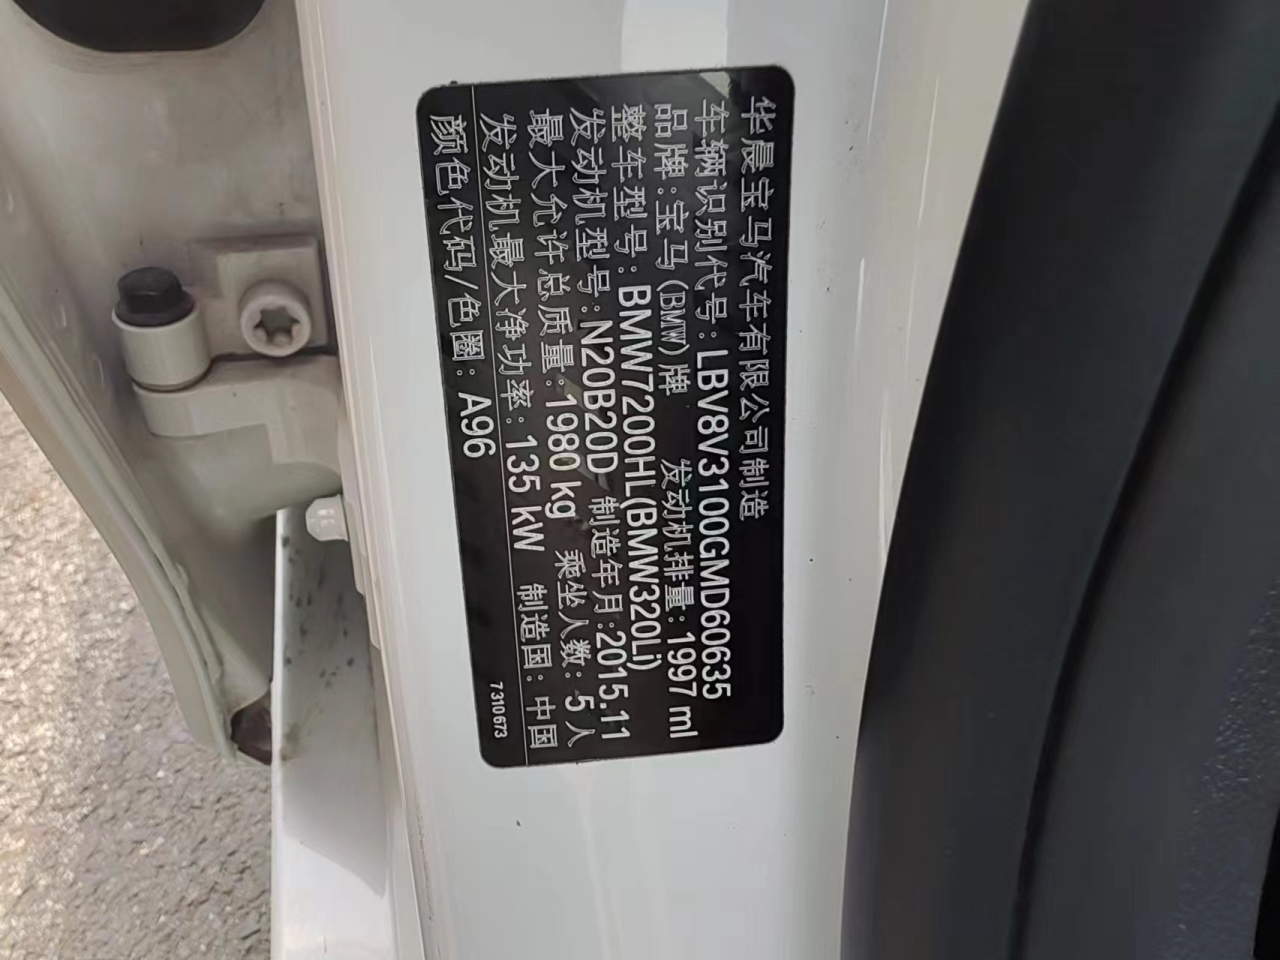 华晨宝马汽车有限公司制造
车辆识别代号: LBV8V3100GMD60635
品牌:宝马(BMW)牌 发动机排量: 1997 ml
整车型号: BMW7200HL(BMW320Li)
发动机型号: N20B20D 制造年月: 2015.11
最大允许总质量: 1980 kg 乘坐人数: 5 人
发动机最大净功率: 135 kW 制造国: 中国
颜色代码/色圈: A96
7310673